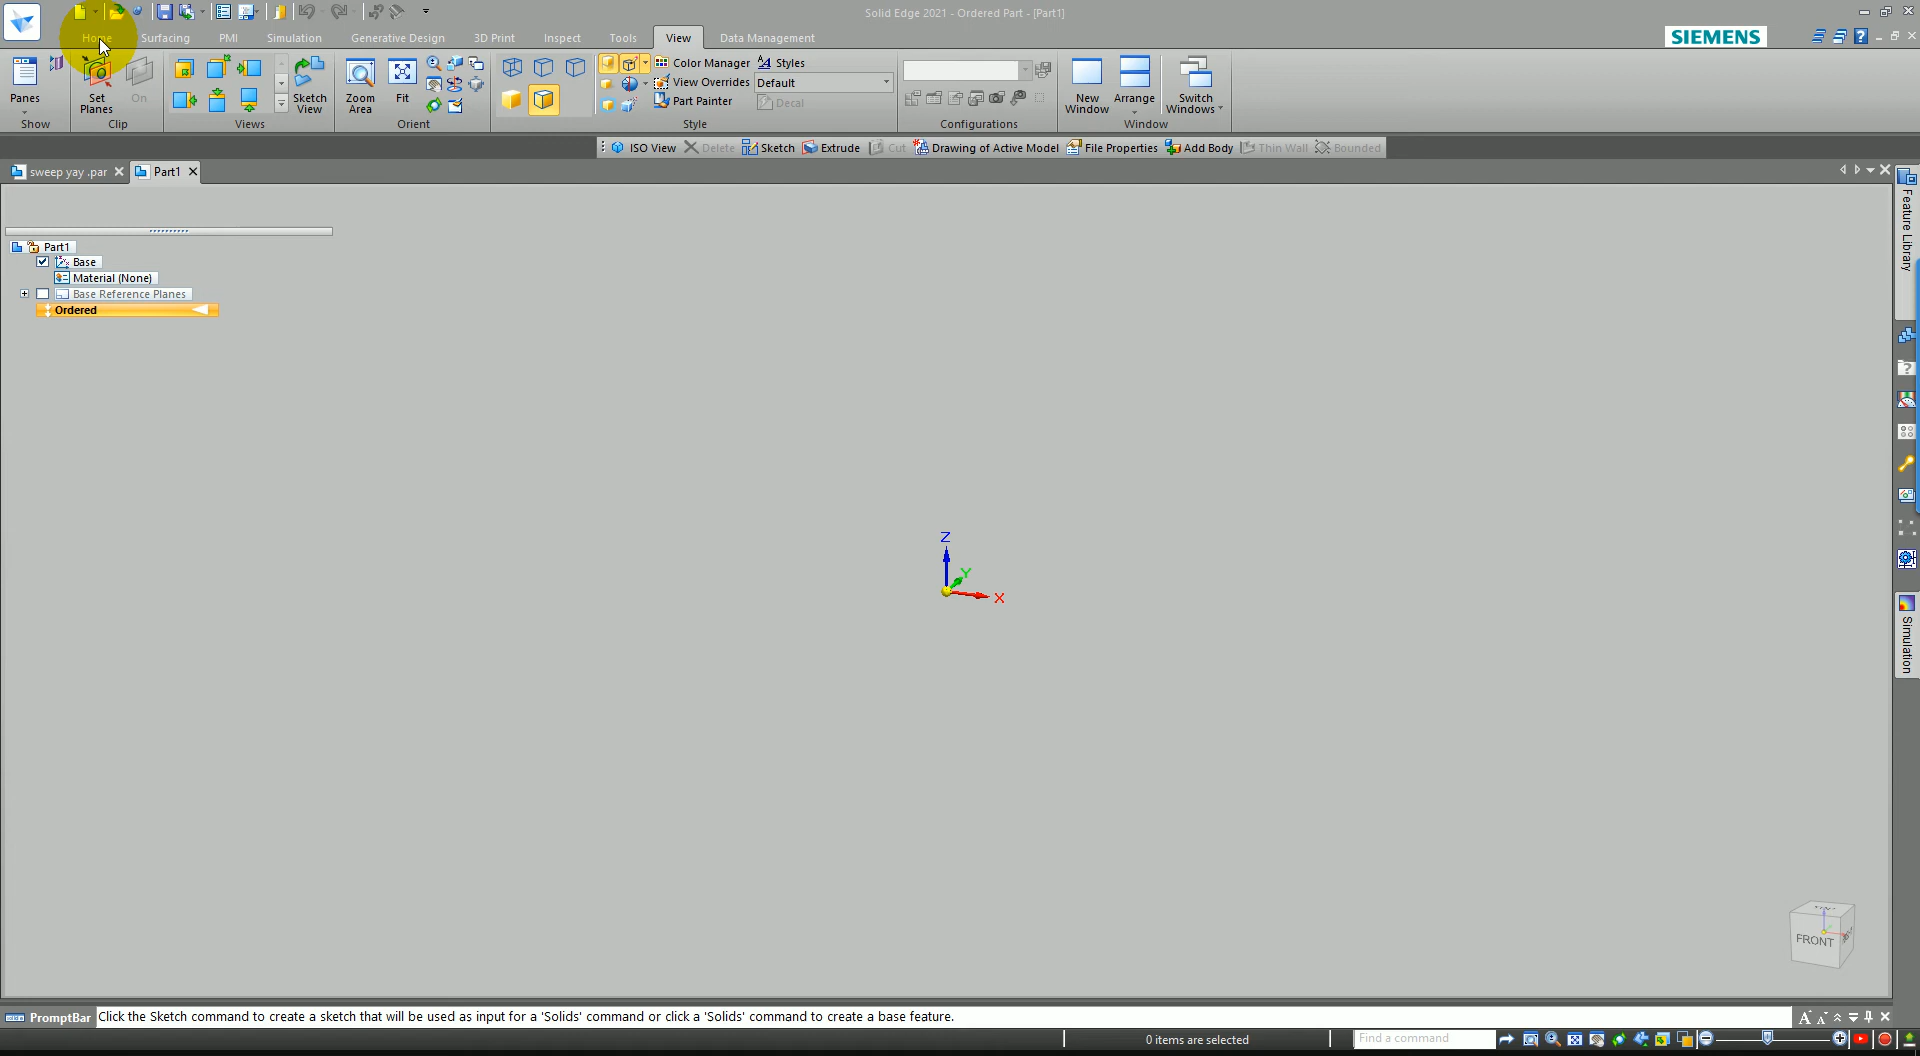 Solid Edge 2021 - Ordered Part - [Part1]
Home Surfacing PMI Simulation Generative Design 3D Print Inspect Tools View Data Management
SIEMENS
Panes
Show
Set Planes
On
Clip
Sketch View
Views
Zoom Area
Fit
Orient
Color Manager Styles
View Overrides Default
Part Painter Decal
Style
Configurations
New Window
Arrange
Switch Windows
Window
ISO View Delete Sketch Extrude Cut Drawing of Active Model File Properties Add Body Thin Wall Bounded
sweep yay .par Part1
Part1
Base
Material (None)
Base Reference Planes
Ordered
Feature Library
Simulation
Z
Y
X
FRONT
PromptBar Click the Sketch command to create a sketch that will be used as input for a 'Solids' command or click a 'Solids' command to create a base feature.
0 items are selected
Find a command